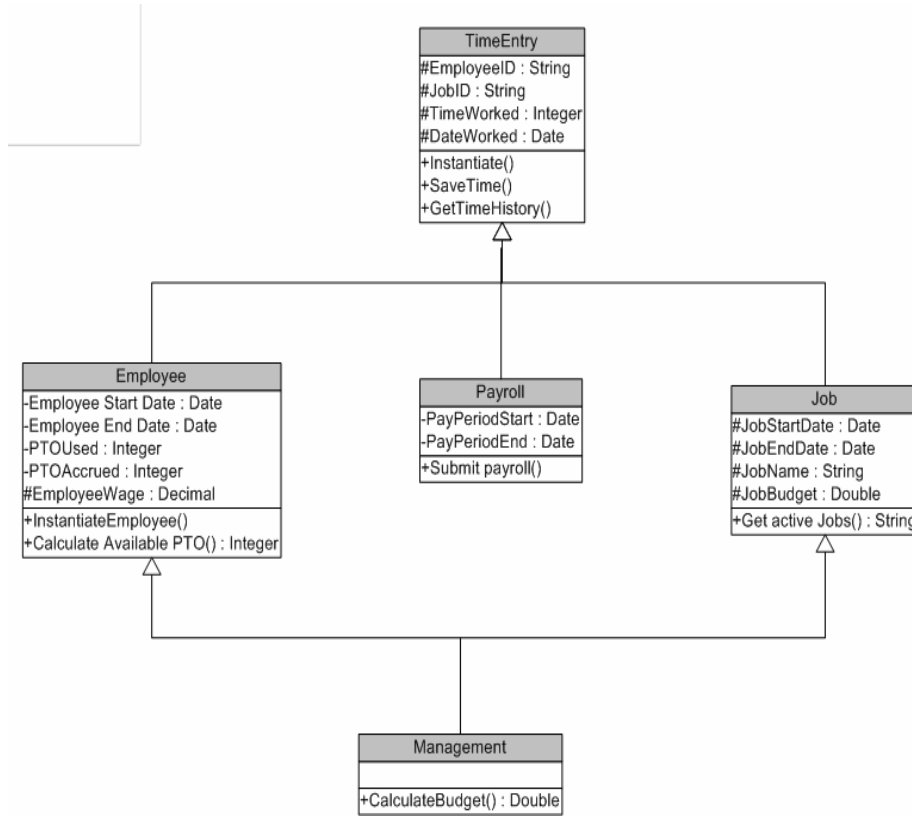 TimeEntry
#EmployeeID : String
#JobID : String
#TimeWorked : Integer
#DateWorked : Date
+Instantiate()
+SaveTime()
+GetTimeHistory()
Employee
-Employee Start Date : Date
-Employee End Date : Date
-PTOUsed : Integer
-PTOAccrued : Integer
#EmployeeWage : Decimal
+InstantiateEmployee()
+Calculate Available PTO() : Integer
Payroll
-PayPeriodStart : Date
-PayPeriodEnd : Date
+Submit payroll()
Job
#JobStartDate : Date
#JobEndDate : Date
#JobName : String
#JobBudget : Double
+Get active Jobs() : String
Management
+CalculateBudget() : Double